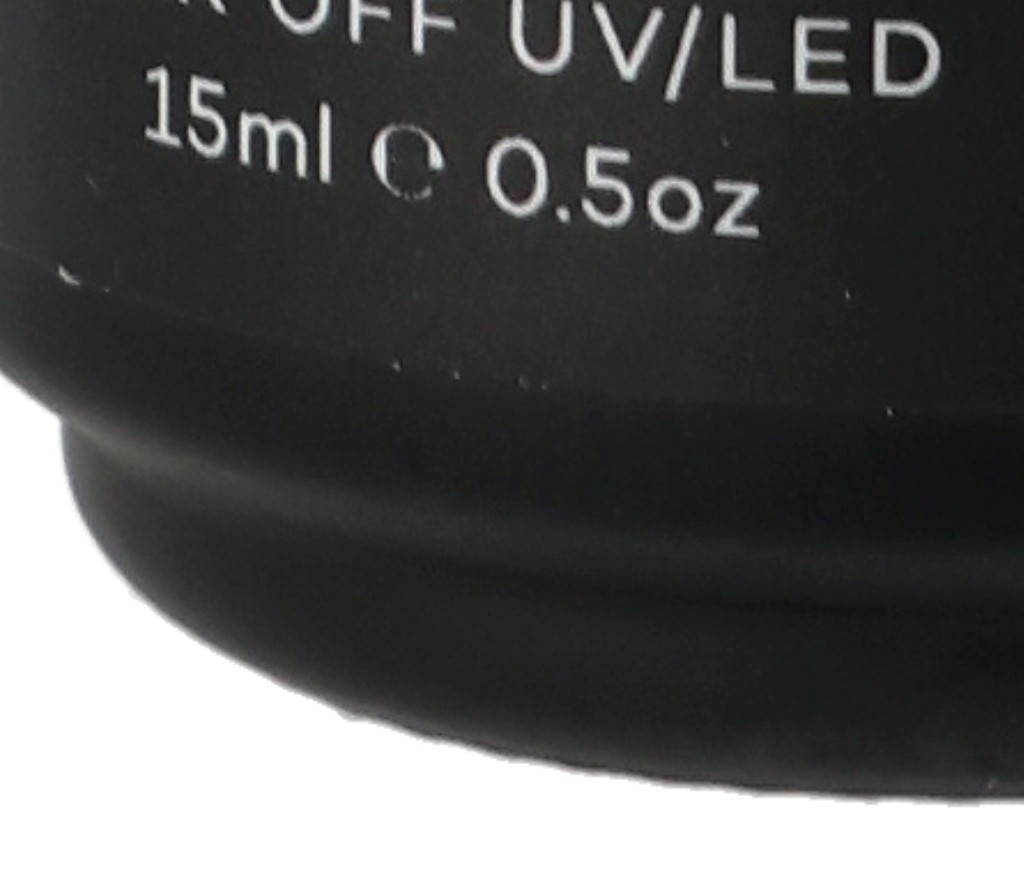 OFF UV/LED
15ml ℮ 0.5oz